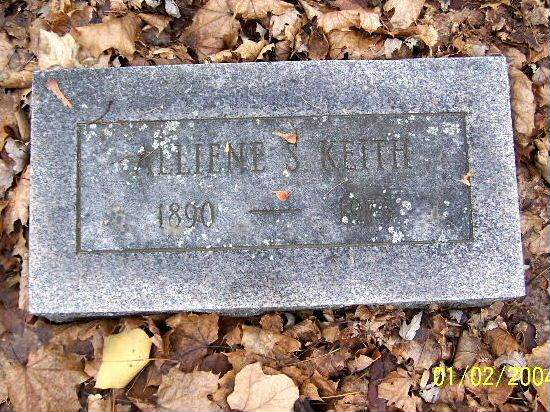 ALLIENE S KEITH
1890 —
01/02/2004